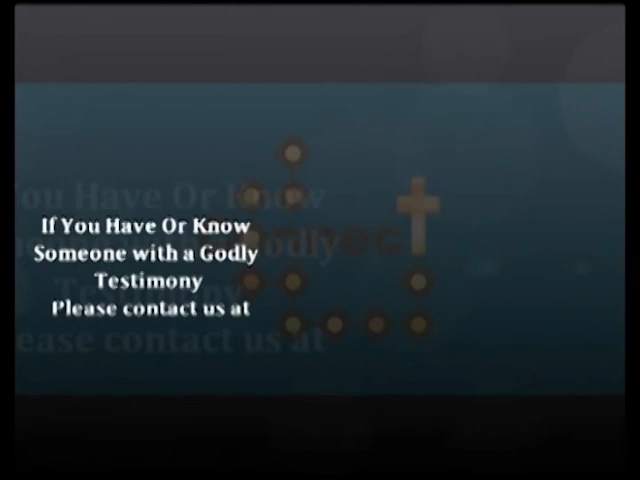 If You Have Or Know
Someone with a Godly
Testimony
Please contact us at